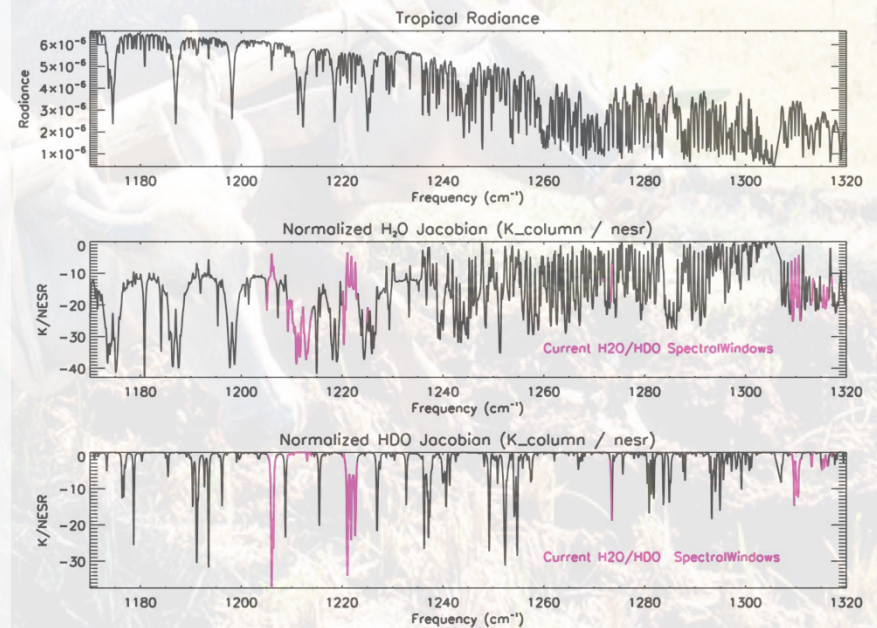 Tropical Radiance
Radiance
6×10⁻⁶
5×10⁻⁶
4×10⁻⁶
3×10⁻⁶
2×10⁻⁶
1×10⁻⁶
1180 1200 1220 1240 1260 1280 1300 1320
Frequency (cm⁻¹)
Normalized H₂O Jacobian (K_column / nesr)
K/NESR
0
-10
-20
-30
-40
Current H2O/HDO SpectralWindows
1180 1200 1220 1240 1260 1280 1300 1320
Frequency (cm⁻¹)
Normalized HDO Jacobian (K_column / nesr)
K/NESR
0
-10
-20
-30
Current H2O/HDO SpectralWindows
1180 1200 1220 1240 1260 1280 1300 1320
Frequency (cm⁻¹)